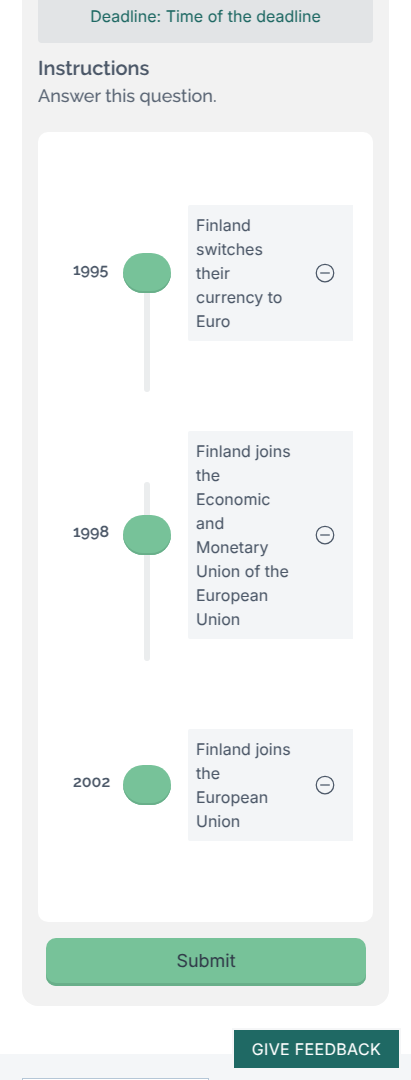 Deadline: Time of the deadline
Instructions
Answer this question.
1995
Finland
switches
their
currency to
Euro
1998
Finland joins
the
Economic
and
Monetary
Union of the
European
Union
2002
Finland joins
the
European
Union
Submit
GIVE FEEDBACK